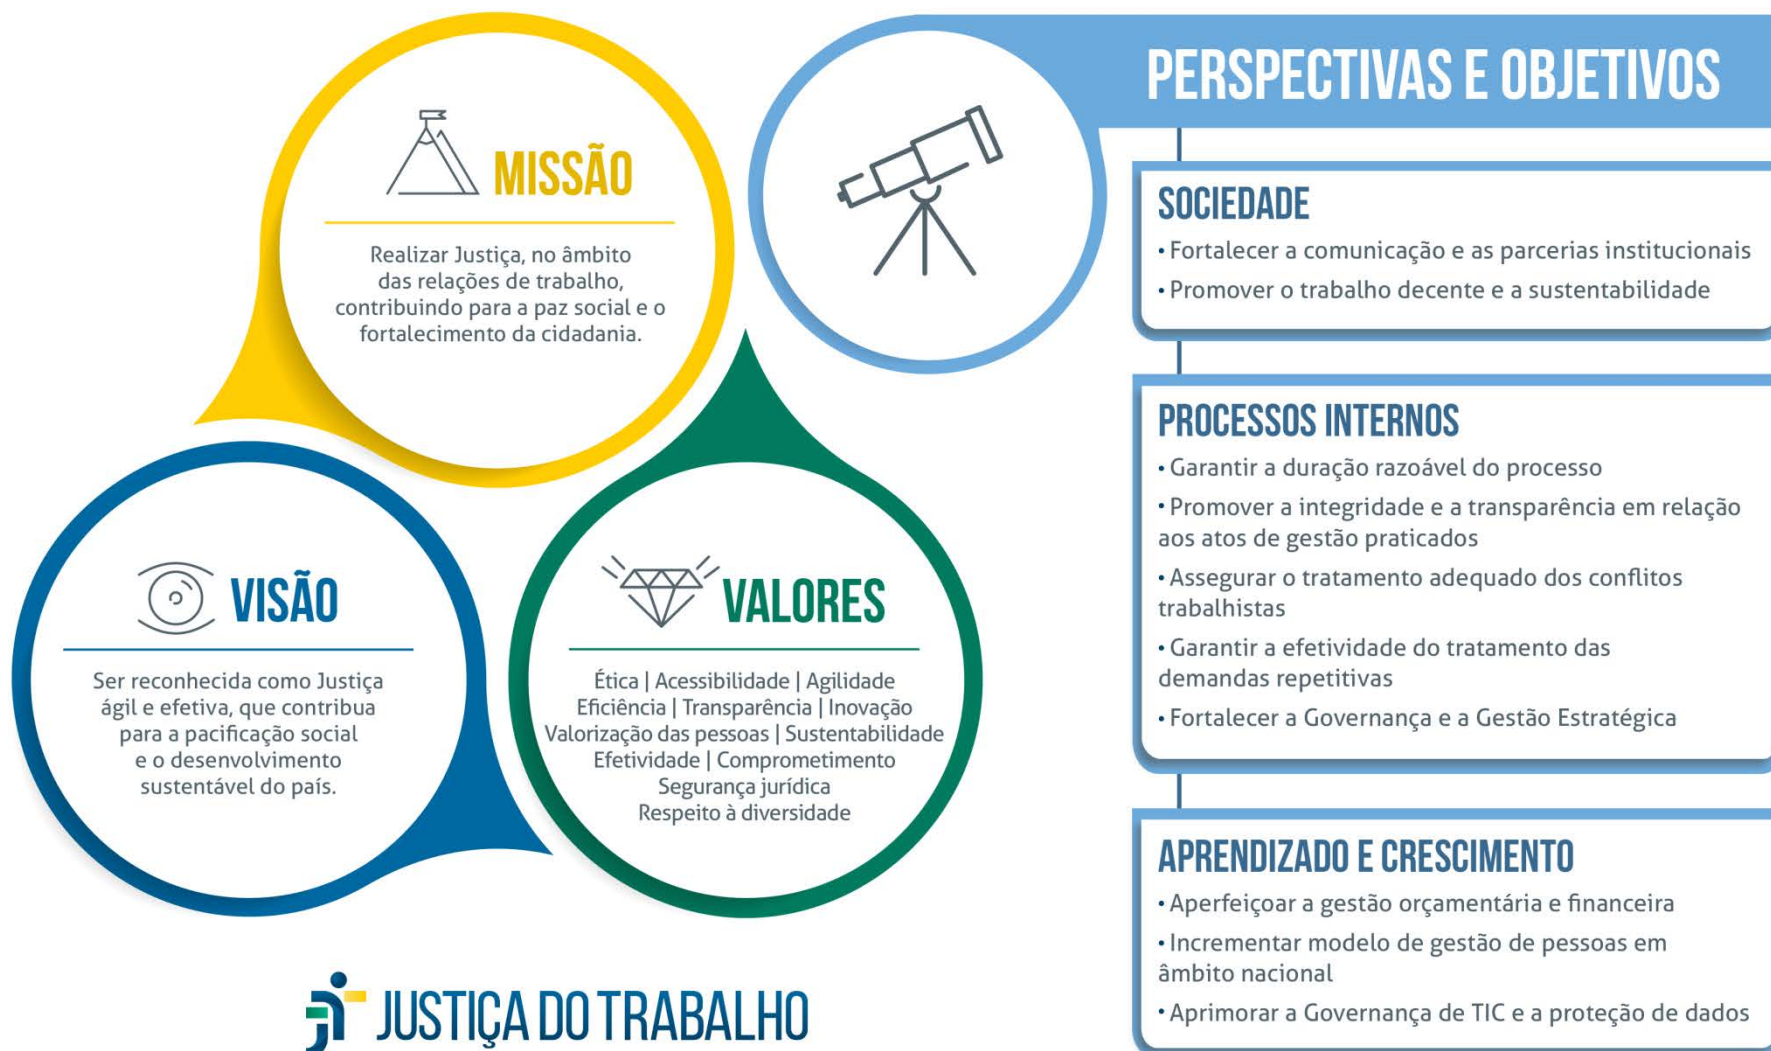 MISSÃO
Realizar Justiça, no âmbito
das relações de trabalho,
contribuindo para a paz social e o
fortalecimento da cidadania.
VISÃO
Ser reconhecida como Justiça
ágil e efetiva, que contribua
para a pacificação social
e o desenvolvimento
sustentável do país.
VALORES
Ética | Acessibilidade | Agilidade
Eficiência | Transparência | Inovação
Valorização das pessoas | Sustentabilidade
Efetividade | Comprometimento
Segurança jurídica
Respeito à diversidade
JUSTIÇA DO TRABALHO
PERSPECTIVAS E OBJETIVOS
SOCIEDADE
• Fortalecer a comunicação e as parcerias institucionais
• Promover o trabalho decente e a sustentabilidade
PROCESSOS INTERNOS
• Garantir a duração razoável do processo
• Promover a integridade e a transparência em relação
aos atos de gestão praticados
• Assegurar o tratamento adequado dos conflitos
trabalhistas
• Garantir a efetividade do tratamento das
demandas repetitivas
• Fortalecer a Governança e a Gestão Estratégica
APRENDIZADO E CRESCIMENTO
• Aperfeiçoar a gestão orçamentária e financeira
• Incrementar modelo de gestão de pessoas em
âmbito nacional
• Aprimorar a Governança de TIC e a proteção de dados